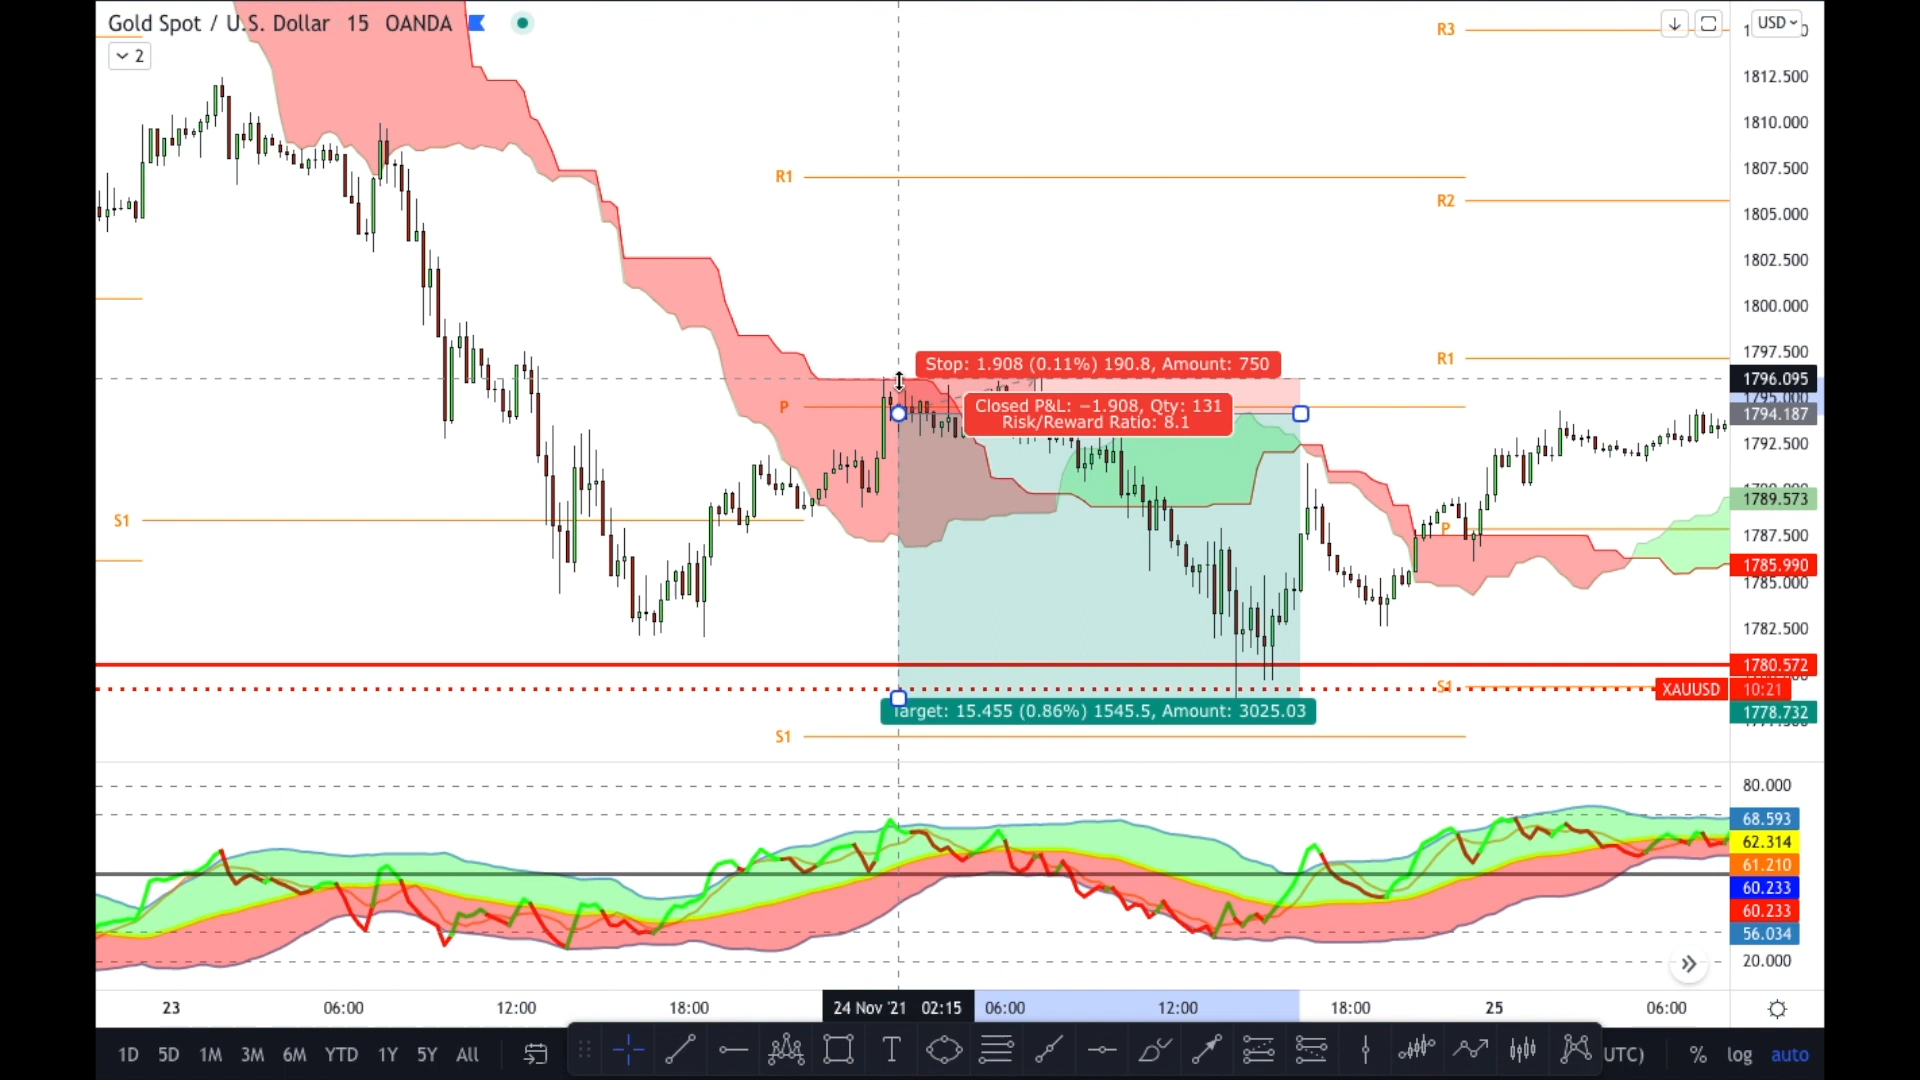 Gold Spot / U.S. Dollar 15 OANDA
2
USD
R3
1812.500
1810.000
R1
1807.500
R2
1805.000
1802.500
1800.000
1797.500
R1
Stop: 1.908 (0.11%) 190.8, Amount: 750
1796.095
1795.000
P
Closed P&L: −1.908, Qty: 131
Risk/Reward Ratio: 8.1
1794.187
1792.500
1789.573
S1
P
1787.500
1785.990
1785.000
1782.500
1780.572
S1
XAUUSD
10:21
Target: 15.455 (0.86%) 1545.5, Amount: 3025.03
1778.732
S1
80.000
68.593
62.314
61.210
60.233
60.233
56.034
20.000
23
06:00
12:00
18:00
24 Nov '21 02:15
06:00
12:00
18:00
25
06:00
1D 5D 1M 3M 6M YTD 1Y 5Y All
T
UTC)
% log auto